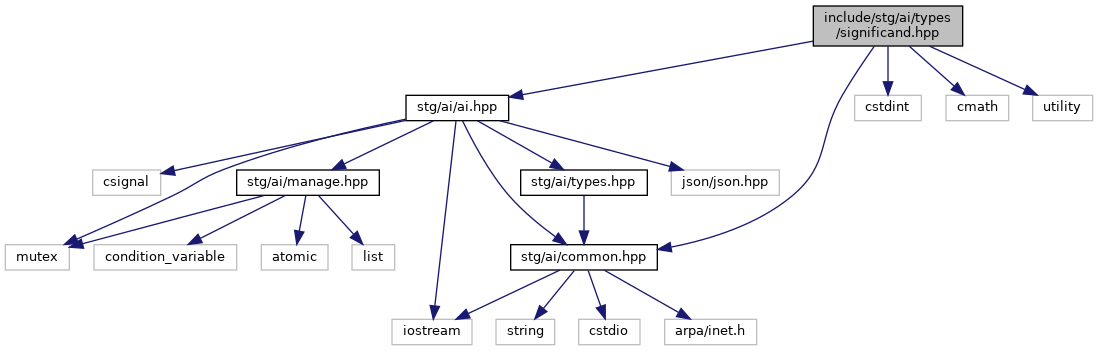 include/stg/ai/types
/significand.hpp
stg/ai/ai.hpp
cstdint
cmath
utility
csignal
stg/ai/manage.hpp
stg/ai/types.hpp
json/json.hpp
mutex
condition_variable
atomic
list
stg/ai/common.hpp
iostream
string
cstdio
arpa/inet.h